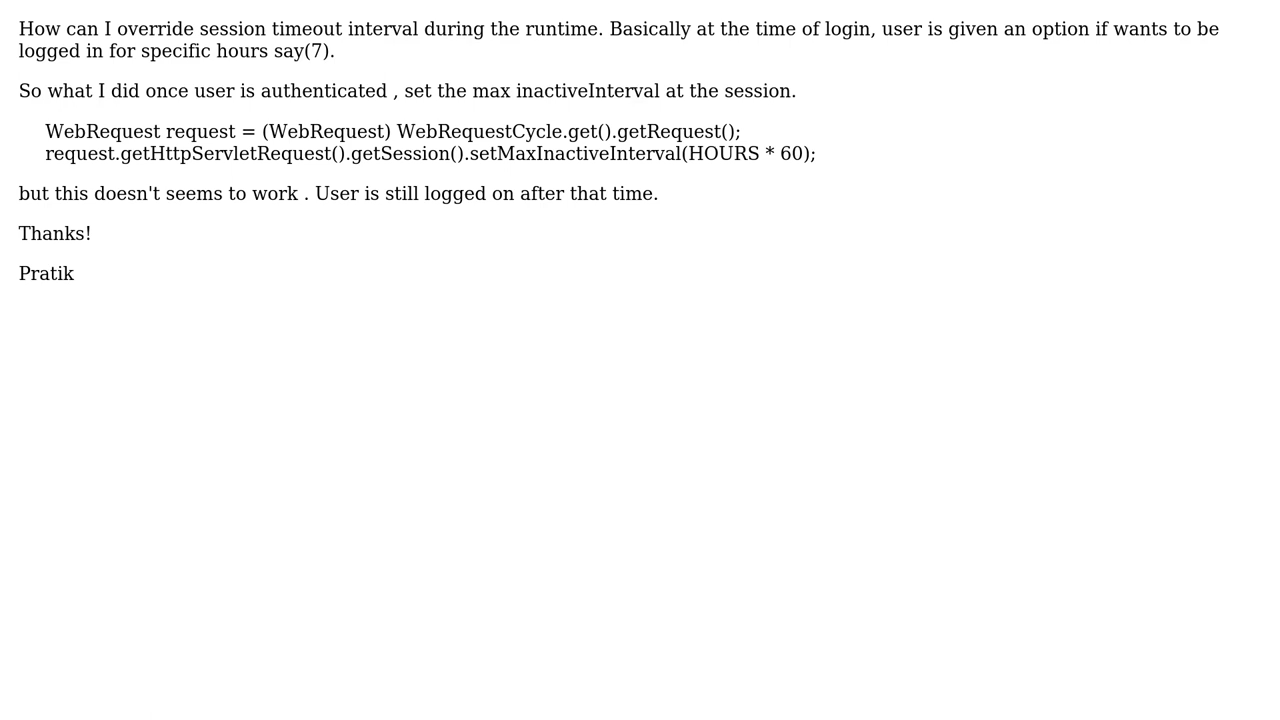 How can I override session timeout interval during the runtime. Basically at the time of login, user is given an option if wants to be
logged in for specific hours say(7).
So what I did once user is authenticated , set the max inactiveInterval at the session.
WebRequest request = (WebRequest) WebRequestCycle.get().getRequest();
request.getHttpServletRequest().getSession().setMaxInactiveInterval(HOURS * 60);
but this doesn't seems to work . User is still logged on after that time.
Thanks!
Pratik